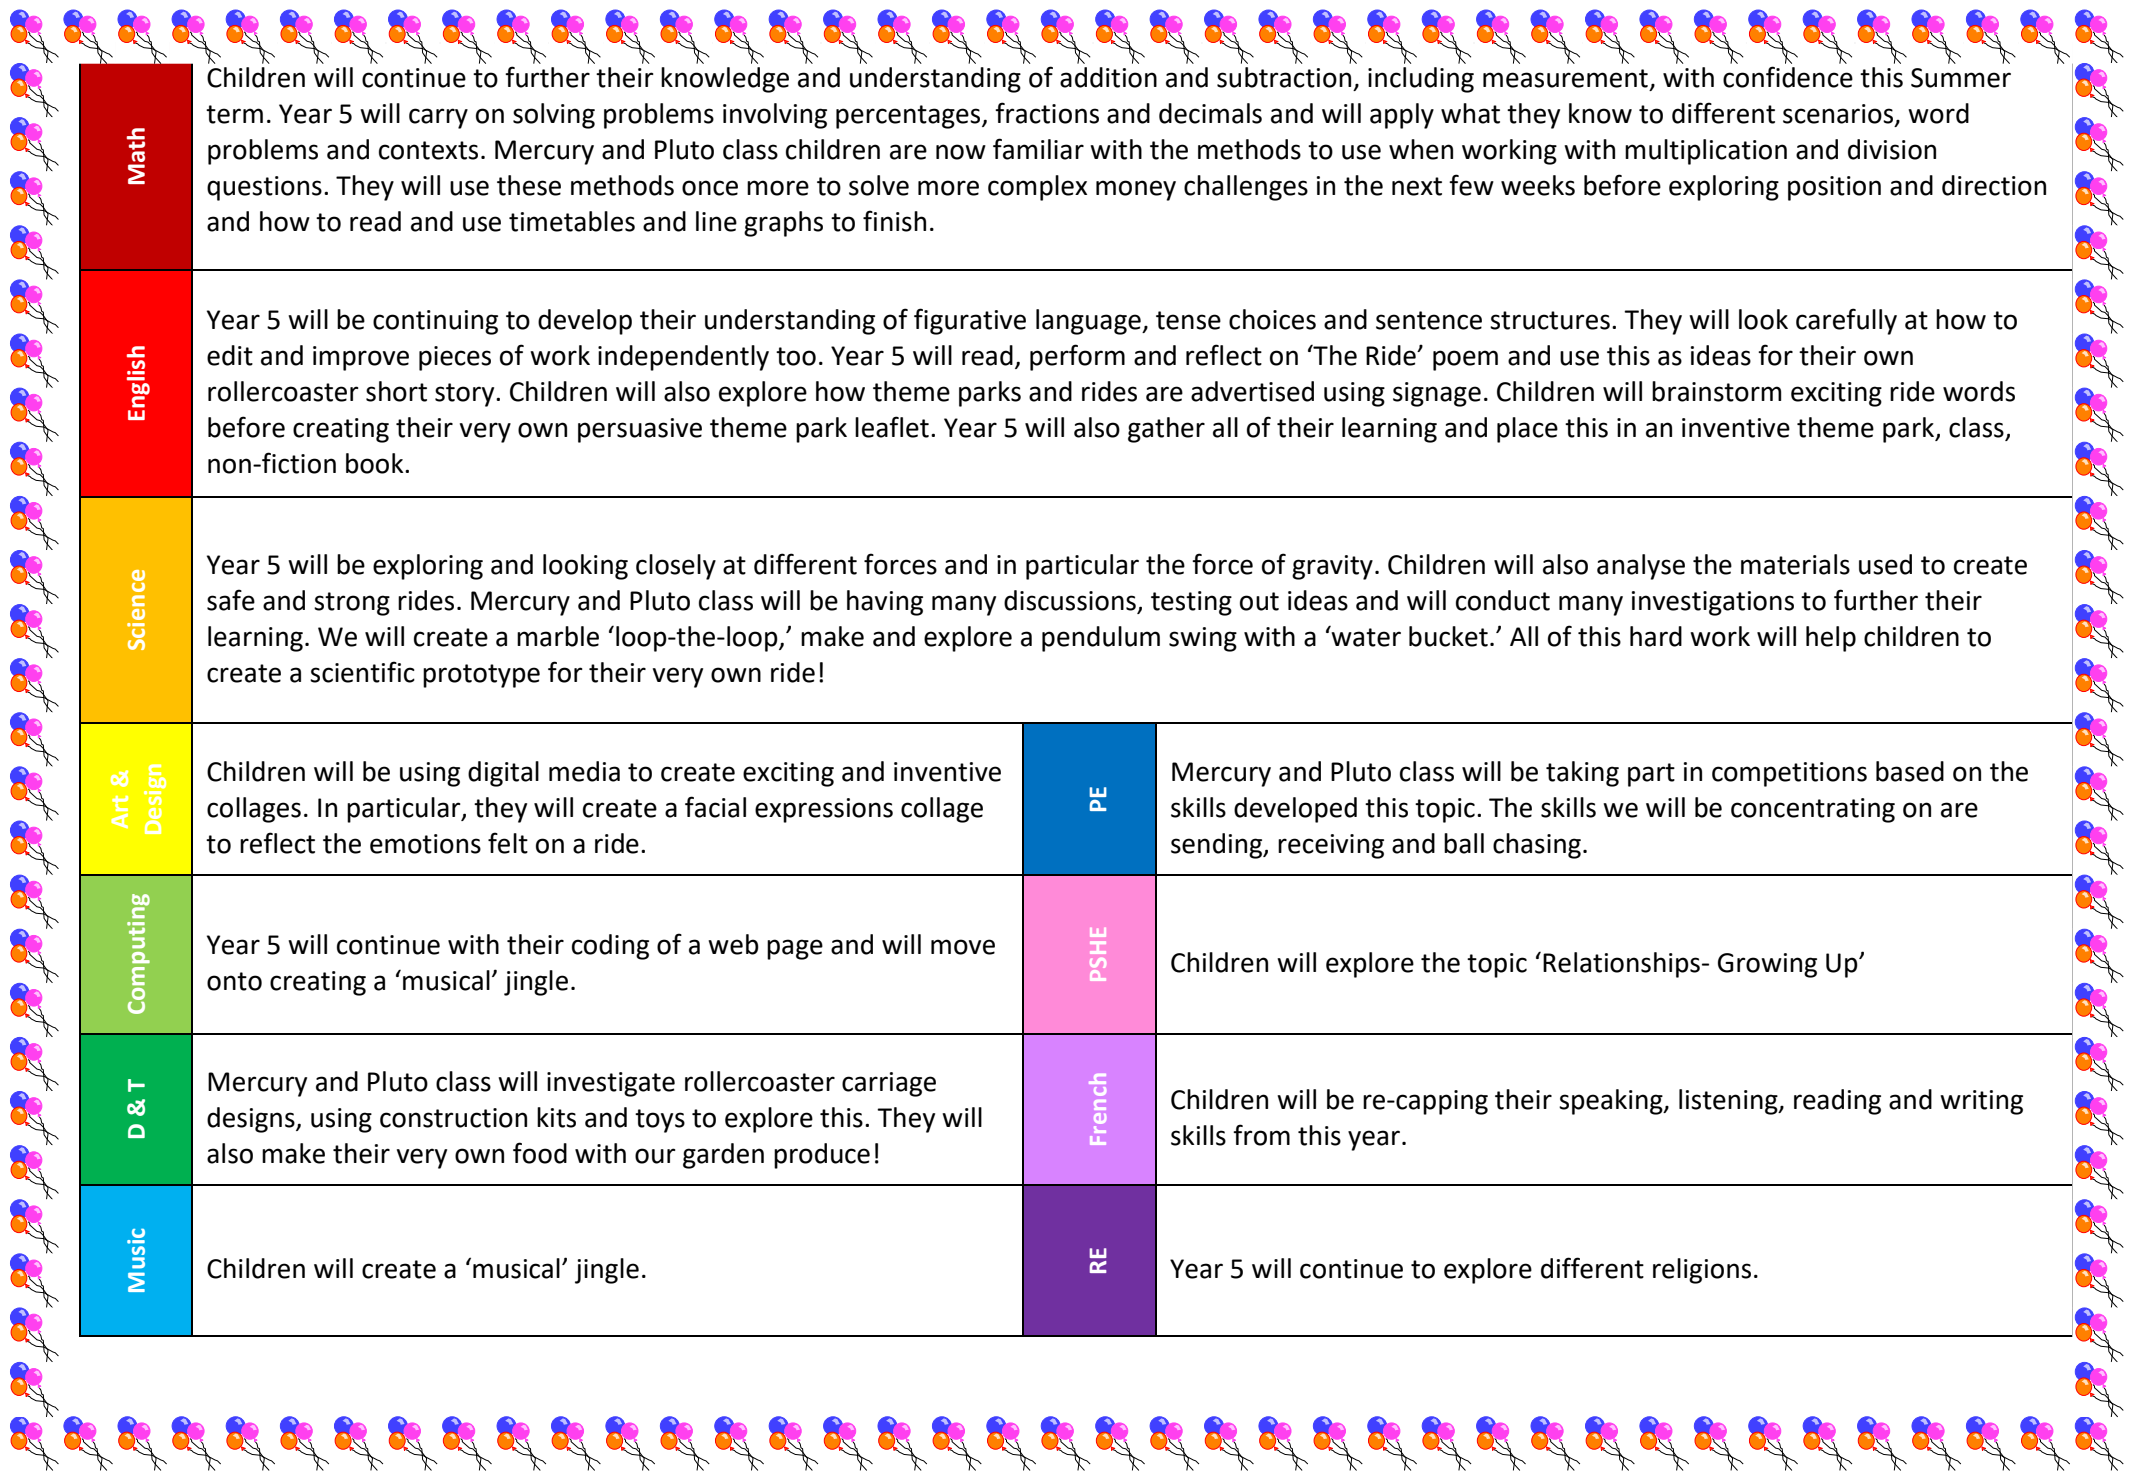 Math
Children will continue to further their knowledge and understanding of addition and subtraction, including measurement, with confidence this Summer
term. Year 5 will carry on solving problems involving percentages, fractions and decimals and will apply what they know to different scenarios, word
problems and contexts. Mercury and Pluto class children are now familiar with the methods to use when working with multiplication and division
questions. They will use these methods once more to solve more complex money challenges in the next few weeks before exploring position and direction
and how to read and use timetables and line graphs to finish.
English
Year 5 will be continuing to develop their understanding of figurative language, tense choices and sentence structures. They will look carefully at how to
edit and improve pieces of work independently too. Year 5 will read, perform and reflect on ‘The Ride’ poem and use this as ideas for their own
rollercoaster short story. Children will also explore how theme parks and rides are advertised using signage. Children will brainstorm exciting ride words
before creating their very own persuasive theme park leaflet. Year 5 will also gather all of their learning and place this in an inventive theme park, class,
non-fiction book.
Science
Year 5 will be exploring and looking closely at different forces and in particular the force of gravity. Children will also analyse the materials used to create
safe and strong rides. Mercury and Pluto class will be having many discussions, testing out ideas and will conduct many investigations to further their
learning. We will create a marble ‘loop-the-loop,’ make and explore a pendulum swing with a ‘water bucket.’ All of this hard work will help children to
create a scientific prototype for their very own ride!
Art &
Design
Children will be using digital media to create exciting and inventive
collages. In particular, they will create a facial expressions collage
to reflect the emotions felt on a ride.
PE
Mercury and Pluto class will be taking part in competitions based on the
skills developed this topic. The skills we will be concentrating on are
sending, receiving and ball chasing.
Computing
Year 5 will continue with their coding of a web page and will move
onto creating a ‘musical’ jingle.
PSHE
Children will explore the topic ‘Relationships- Growing Up’
D & T
Mercury and Pluto class will investigate rollercoaster carriage
designs, using construction kits and toys to explore this. They will
also make their very own food with our garden produce!
French
Children will be re-capping their speaking, listening, reading and writing
skills from this year.
Music
Children will create a ‘musical’ jingle.
RE
Year 5 will continue to explore different religions.